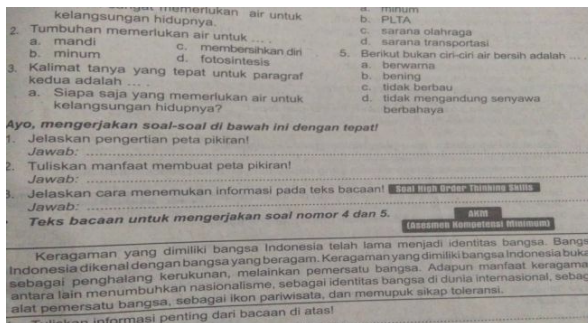 memerlukan air untuk
kelangsungan hidupnya.
2. Tumbuhan memerlukan air untuk ... .
a. mandi
b. minum
c. membersihkan diri
d. fotosintesis
3. Kalimat tanya yang tepat untuk paragraf
kedua adalah ... .
a. Siapa saja yang memerlukan air untuk
kelangsungan hidupnya?
a. minum
b. PLTA
c. sarana olahraga
d. sarana transportasi
5. Berikut bukan ciri-ciri air bersih adalah ... .
a. berwarna
b. bening
c. tidak berbau
d. tidak mengandung senyawa
berbahaya
Ayo, mengerjakan soal-soal di bawah ini dengan tepat!
1. Jelaskan pengertian peta pikiran!
Jawab:
2. Tuliskan manfaat membuat peta pikiran!
Jawab:
3. Jelaskan cara menemukan informasi pada teks bacaan! Soal High Order Thinking Skills
Jawab:
Teks bacaan untuk mengerjakan soal nomor 4 dan 5.
AKM
(Asesmen Kompetensi Minimum)
Keragaman yang dimiliki bangsa Indonesia telah lama menjadi identitas bangsa. Bangs
Indonesia dikenal dengan bangsa yang beragam. Keragaman yang dimiliki bangsa Indonesia buka
sebagai penghalang kerukunan, melainkan pemersatu bangsa. Adapun manfaat keragama
antara lain menumbuhkan nasionalisme, sebagai identitas bangsa di dunia internasional, sebag
alat pemersatu bangsa, sebagai ikon pariwisata, dan memupuk sikap toleransi.
Tuliskan informasi penting dari bacaan di atas!